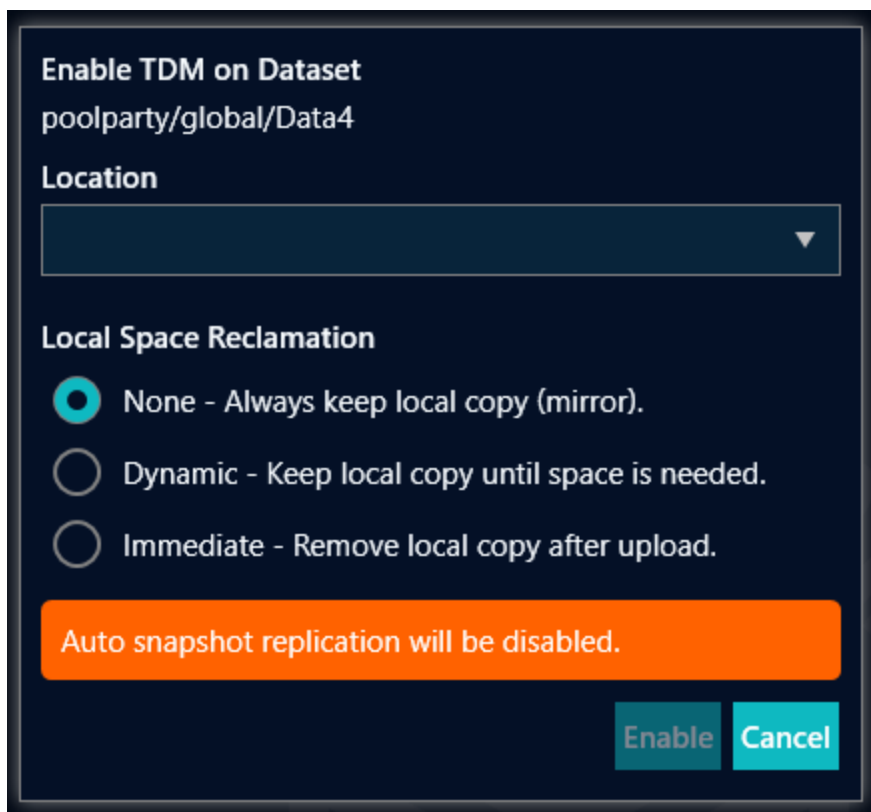 Enable TDM on Dataset
poolparty/global/Data4
Location
Local Space Reclamation
None - Always keep local copy (mirror).
Dynamic - Keep local copy until space is needed.
Immediate - Remove local copy after upload.
Auto snapshot replication will be disabled.
Enable Cancel